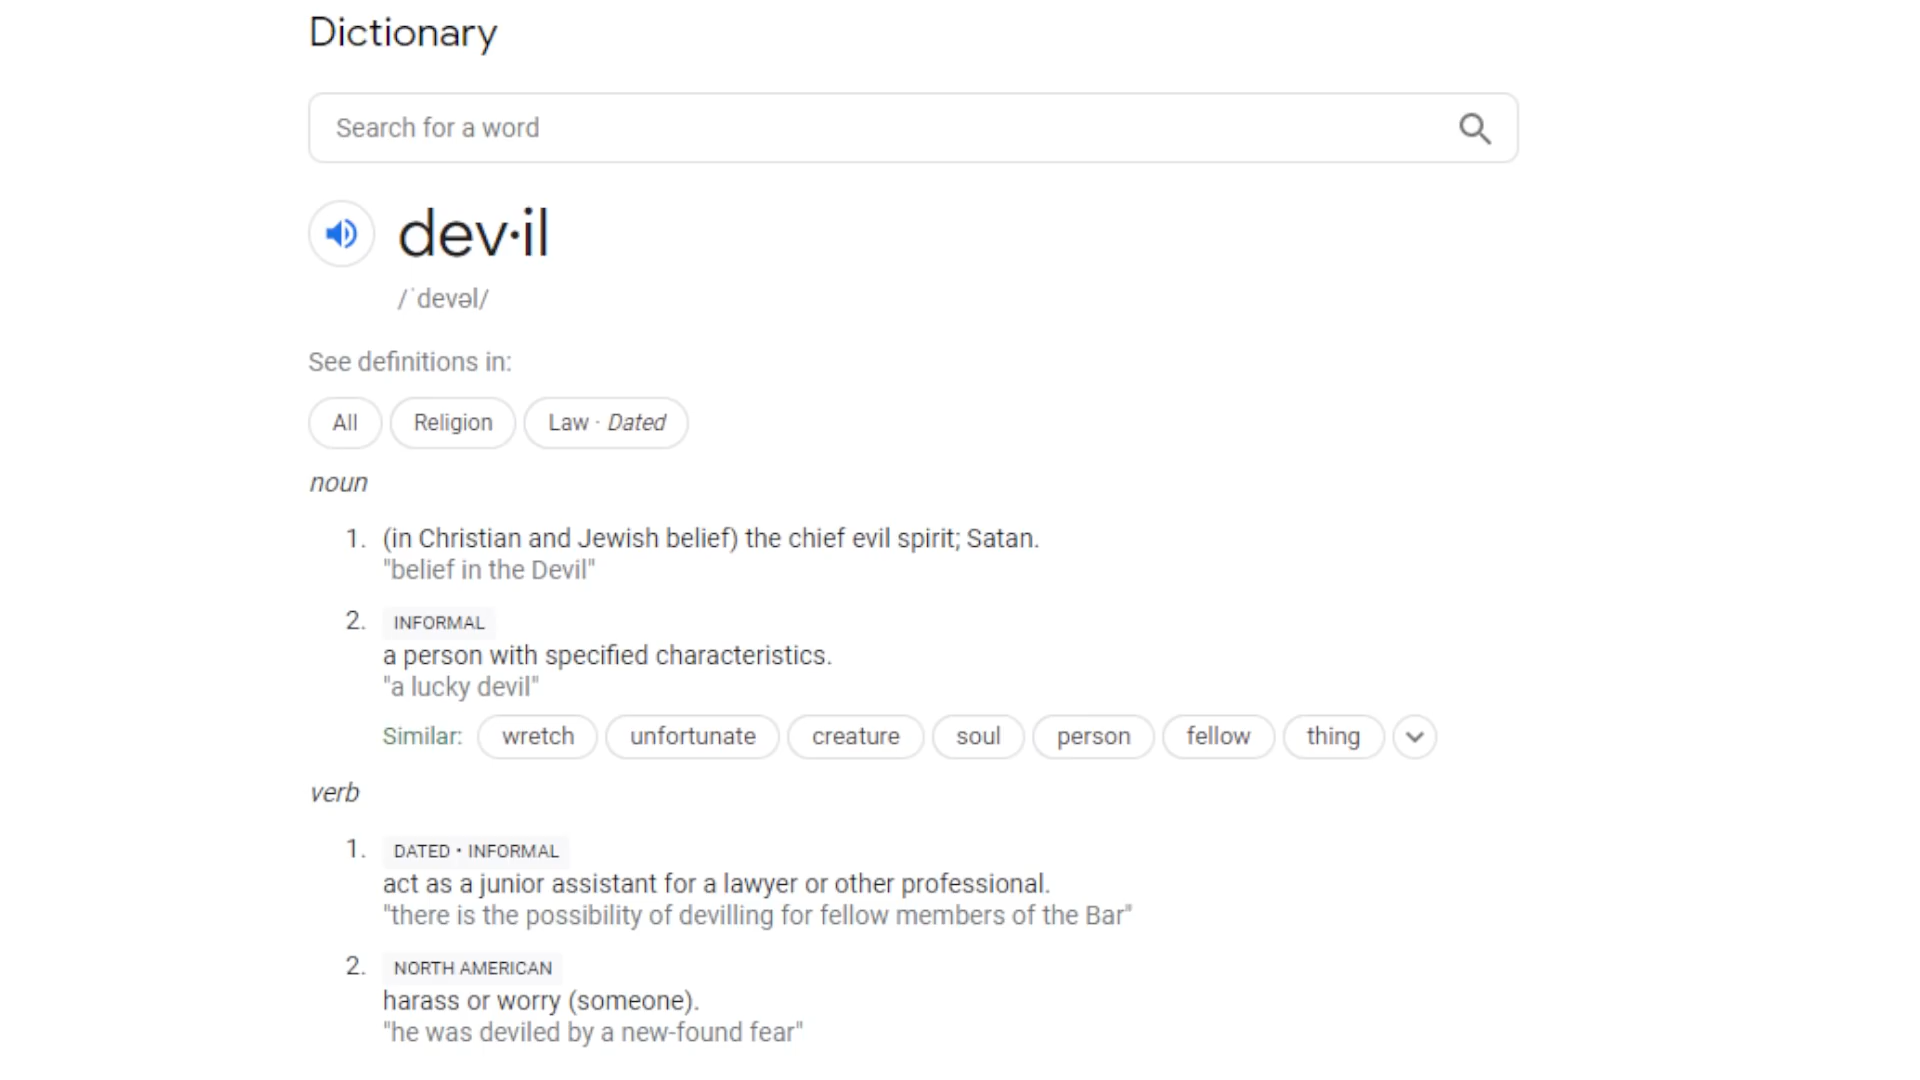 Dictionary
Search for a word
dev·il
/ˈdevəl/
See definitions in:
All Religion Law · Dated
noun
1. (in Christian and Jewish belief) the chief evil spirit; Satan.
"belief in the Devil"
2. INFORMAL
a person with specified characteristics.
"a lucky devil"
Similar: wretch unfortunate creature soul person fellow thing
verb
1. DATED • INFORMAL
act as a junior assistant for a lawyer or other professional.
"there is the possibility of devilling for fellow members of the Bar"
2. NORTH AMERICAN
harass or worry (someone).
"he was deviled by a new-found fear"